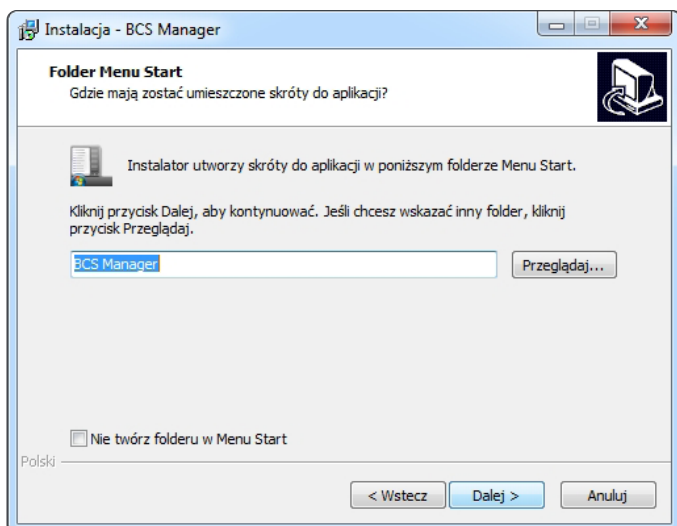 Instalacja - BCS Manager
Folder Menu Start
Gdzie mają zostać umieszczone skróty do aplikacji?
Instalator utworzy skróty do aplikacji w poniższym folderze Menu Start.
Kliknij przycisk Dalej, aby kontynuować. Jeśli chcesz wskazać inny folder, kliknij
przycisk Przeglądaj.
BCS Manager
Przeglądaj...
Nie twórz folderu w Menu Start
Polski
< Wstecz
Dalej >
Anuluj